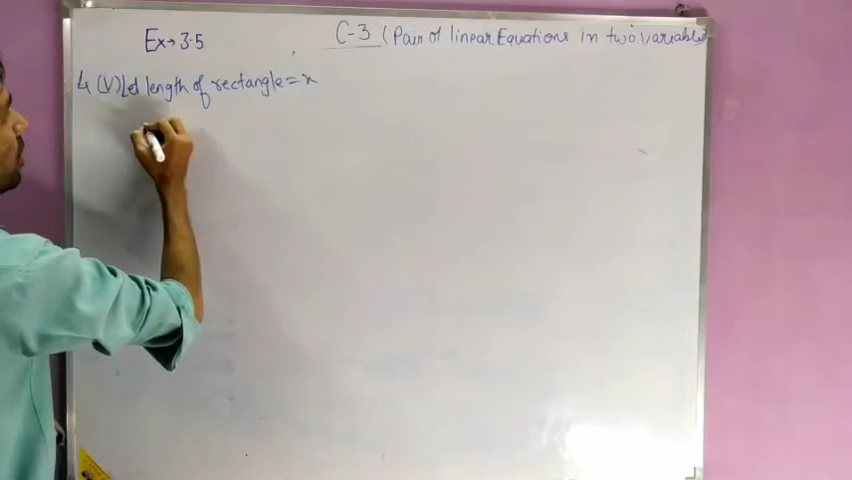 Ex→3.5
C-3 (Pair of linear Equations in two variables)
4 (V) Let length of rectangle = x